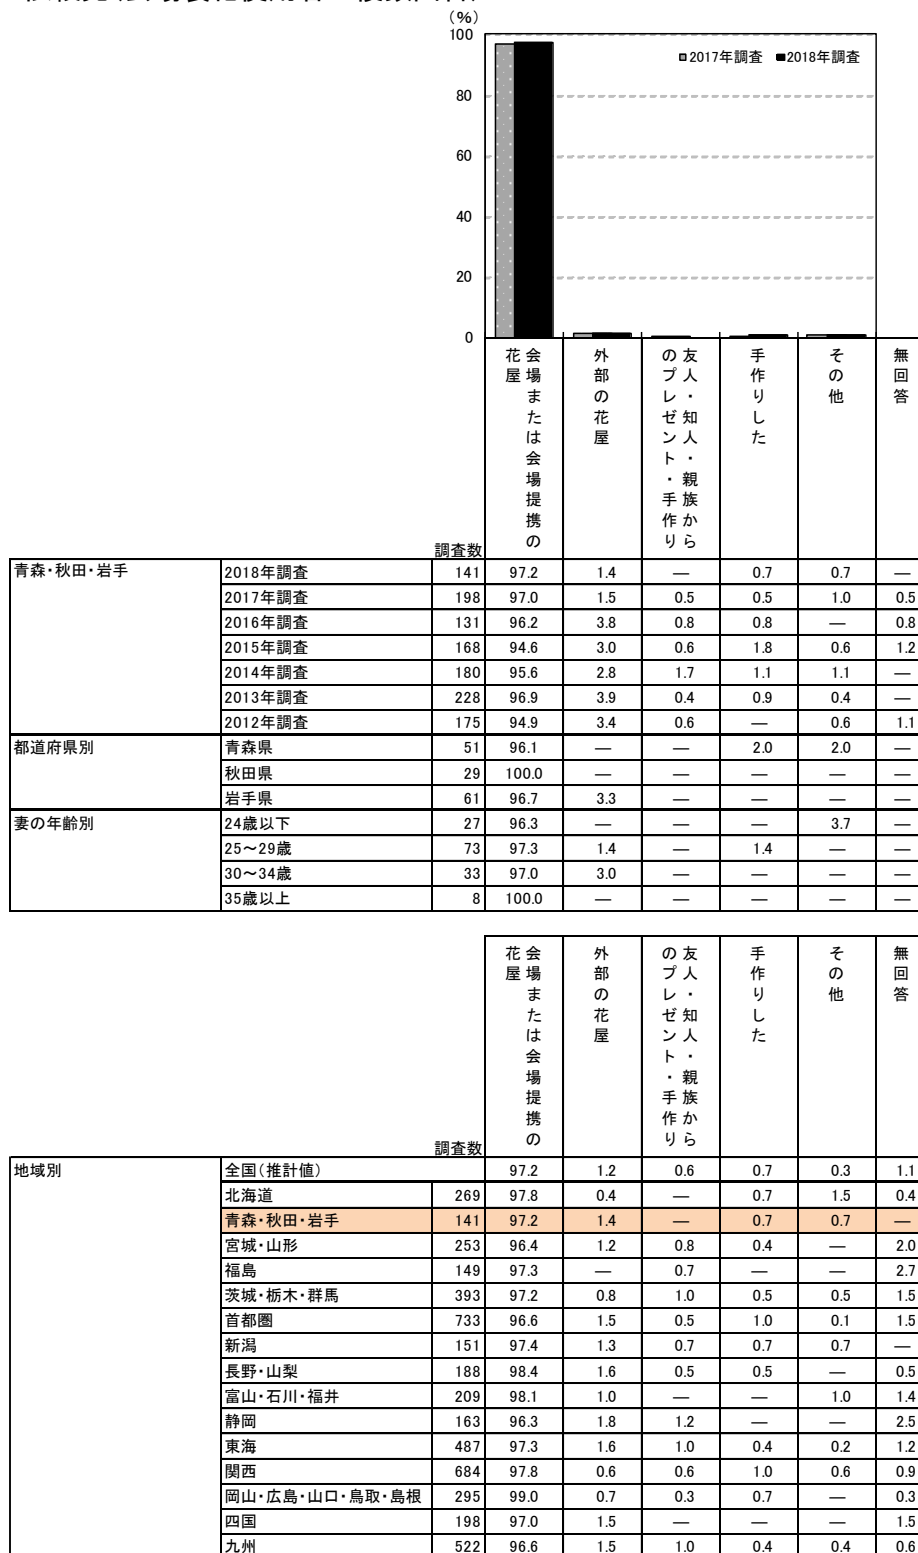 (%)
100
2017年調査 2018年調査
80
60
40
20
0
会場または会場提携の花屋
外部の花屋
友人・知人・親族からのプレゼント・手作り
手作りした
その他
無回答
調査数
青森・秋田・岩手 2018年調査 141 97.2 1.4 — 0.7 0.7 —
2017年調査 198 97.0 1.5 0.5 0.5 1.0 0.5
2016年調査 131 96.2 3.8 0.8 0.8 — 0.8
2015年調査 168 94.6 3.0 0.6 1.8 0.6 1.2
2014年調査 180 95.6 2.8 1.7 1.1 1.1 —
2013年調査 228 96.9 3.9 0.4 0.9 0.4 —
2012年調査 175 94.9 3.4 0.6 — 0.6 1.1
都道府県別 青森県 51 96.1 — — 2.0 2.0 —
秋田県 29 100.0 — — — — —
岩手県 61 96.7 3.3 — — — —
妻の年齢別 24歳以下 27 96.3 — — — 3.7 —
25～29歳 73 97.3 1.4 — 1.4 — —
30～34歳 33 97.0 3.0 — — — —
35歳以上 8 100.0 — — — — —
会場または会場提携の花屋
外部の花屋
友人・知人・親族からのプレゼント・手作り
手作りした
その他
無回答
調査数
地域別 全国(推計値) 97.2 1.2 0.6 0.7 0.3 1.1
北海道 269 97.8 0.4 — 0.7 1.5 0.4
青森・秋田・岩手 141 97.2 1.4 — 0.7 0.7 —
宮城・山形 253 96.4 1.2 0.8 0.4 — 2.0
福島 149 97.3 — 0.7 — — 2.7
茨城・栃木・群馬 393 97.2 0.8 1.0 0.5 0.5 1.5
首都圏 733 96.6 1.5 0.5 1.0 0.1 1.5
新潟 151 97.4 1.3 0.7 0.7 0.7 —
長野・山梨 188 98.4 1.6 0.5 0.5 — 0.5
富山・石川・福井 209 98.1 1.0 — — 1.0 1.4
静岡 163 96.3 1.8 1.2 — — 2.5
東海 487 97.3 1.6 1.0 0.4 0.2 1.2
関西 684 97.8 0.6 0.6 1.0 0.6 0.9
岡山・広島・山口・鳥取・島根 295 99.0 0.7 0.3 0.7 — 0.3
四国 198 97.0 1.5 — — — 1.5
九州 522 96.6 1.5 1.0 0.4 0.4 0.6